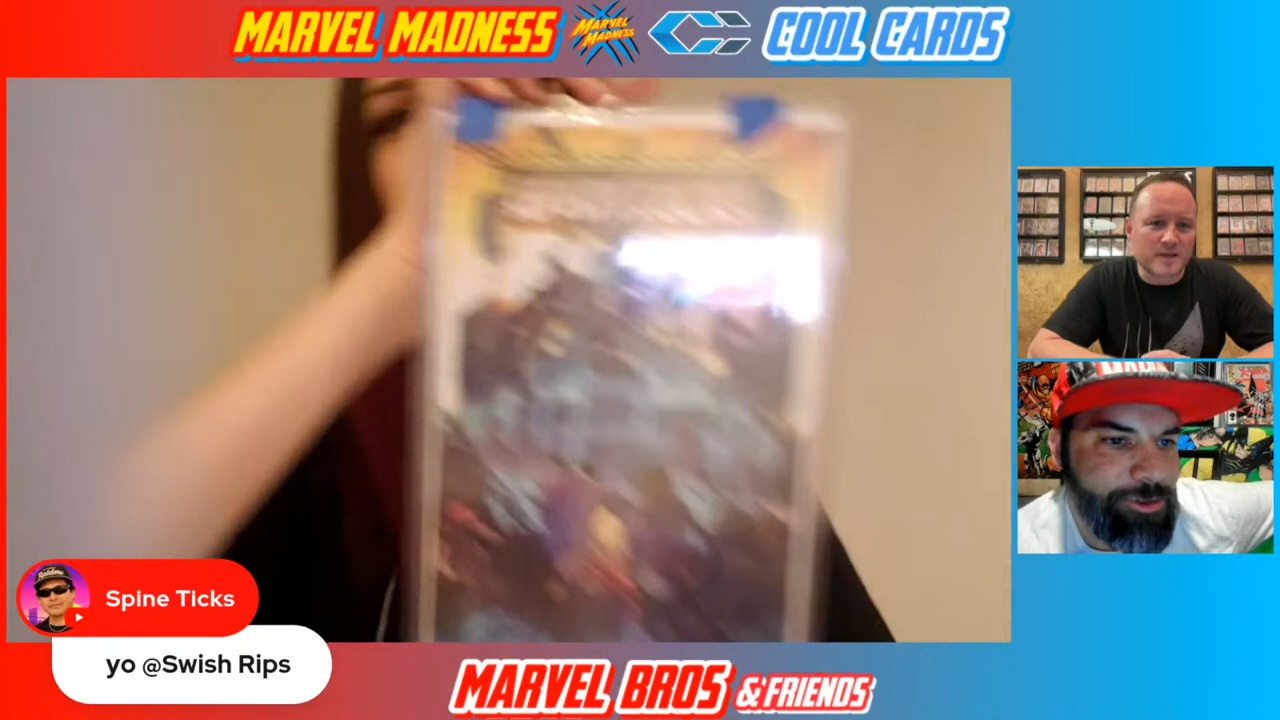 MARVEL MADNESS
MARVEL
MADNESS
COOL CARDS
Spine Ticks
yo @Swish Rips
MARVEL BROS & FRIENDS